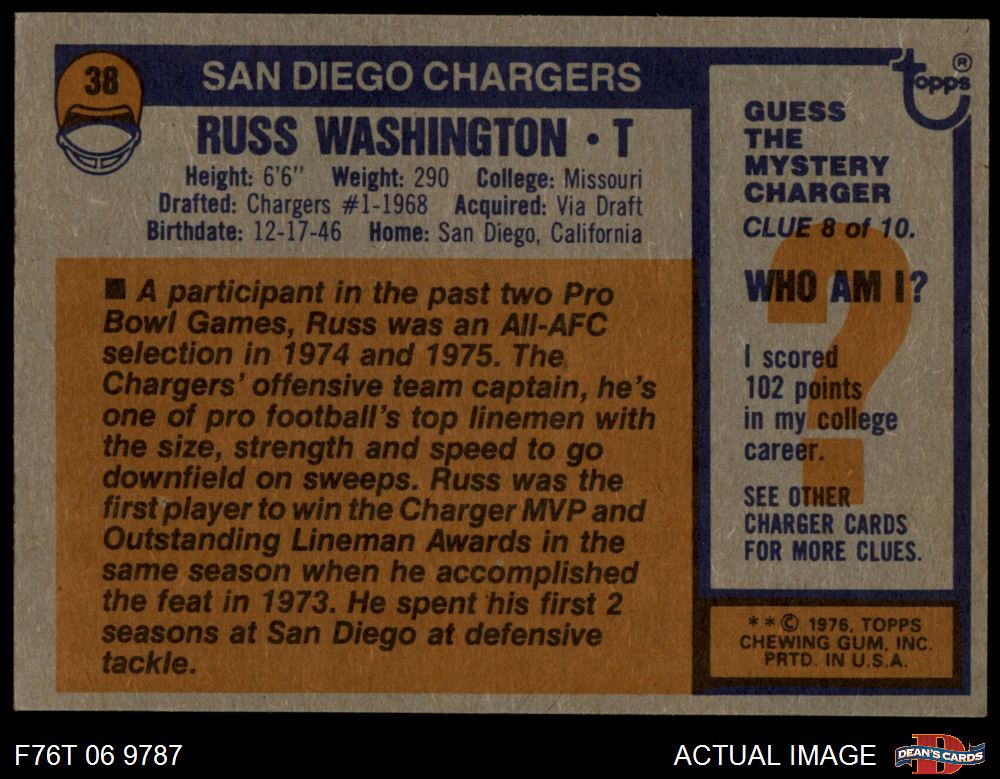 38
SAN DIEGO CHARGERS
RUSS WASHINGTON • T
Height: 6'6" Weight: 290 College: Missouri
Drafted: Chargers #1-1968 Acquired: Via Draft
Birthdate: 12-17-46 Home: San Diego, California
■ A participant in the past two Pro
Bowl Games, Russ was an All-AFC
selection in 1974 and 1975. The
Chargers' offensive team captain, he's
one of pro football's top linemen with
the size, strength and speed to go
downfield on sweeps. Russ was the
first player to win the Charger MVP and
Outstanding Lineman Awards in the
same season when he accomplished
the feat in 1973. He spent his first 2
seasons at San Diego at defensive
tackle.
topps ®
GUESS
THE
MYSTERY
CHARGER
CLUE 8 of 10.
WHO AM I?
?
I scored
102 points
in my college
career.
SEE OTHER
CHARGER CARDS
FOR MORE CLUES.
**© 1976, TOPPS
CHEWING GUM, INC.
PRTD. IN U.S.A.
F76T 06 9787
ACTUAL IMAGE
DEAN'S CARDS